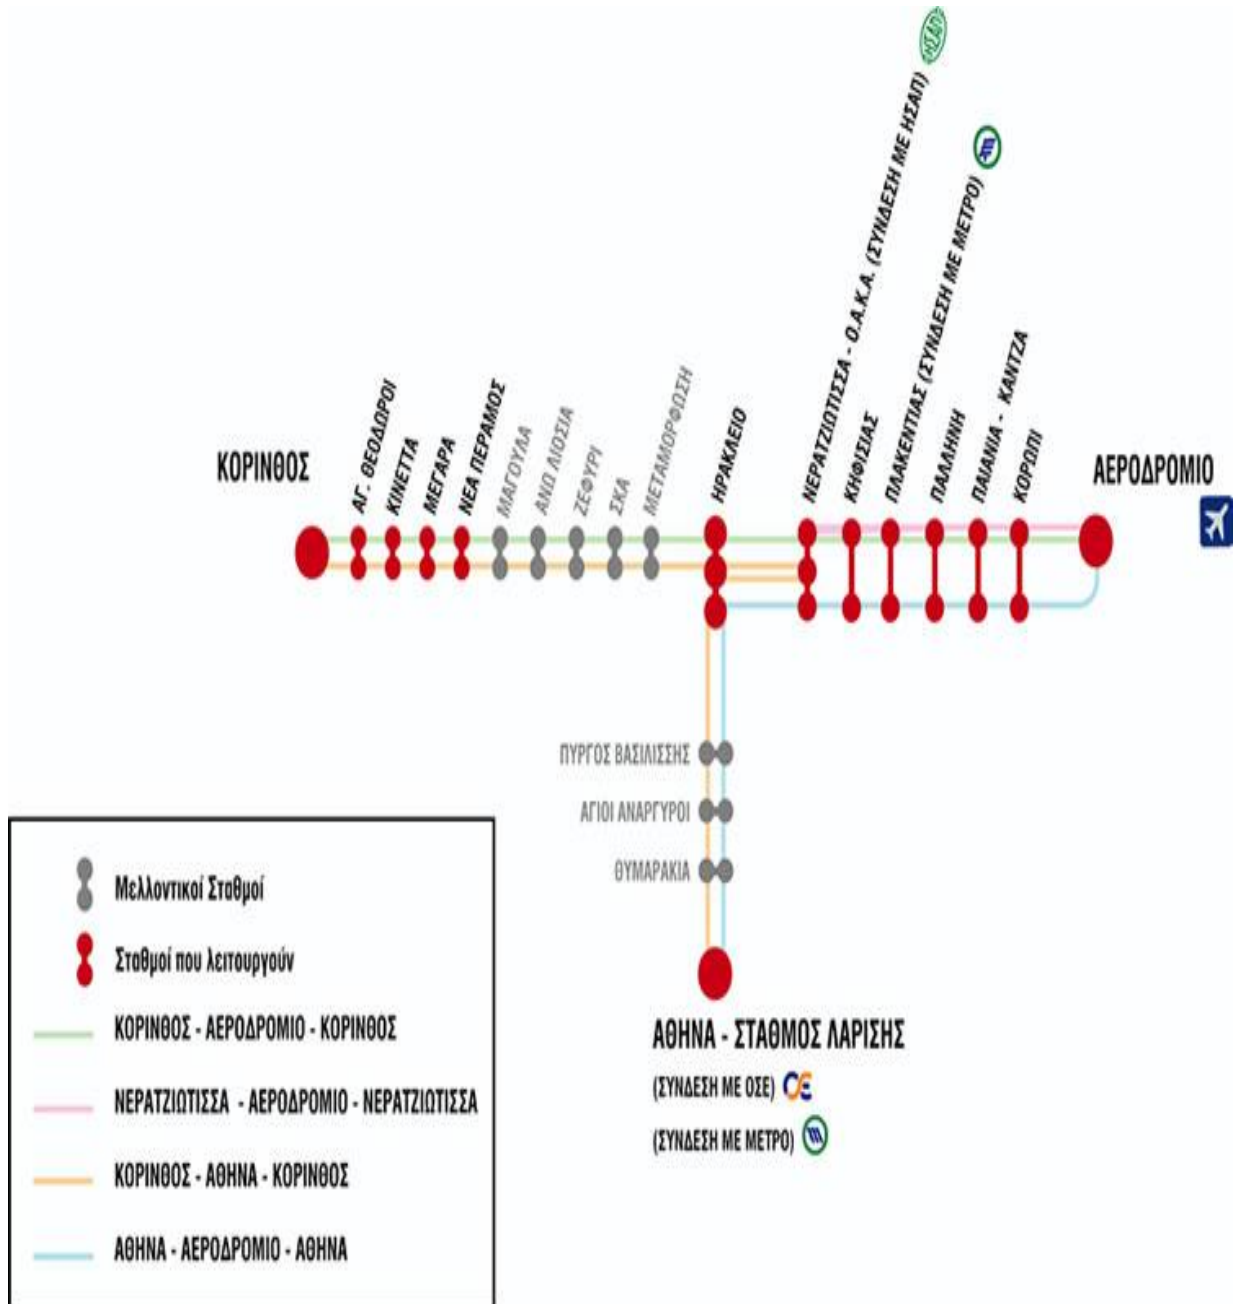 ΚΟΡΙΝΘΟΣ
ΑΓ. ΘΕΟΔΩΡΟΙ
ΚΙΝΕΤΤΑ
ΜΕΓΑΡΑ
ΝΕΑ ΠΕΡΑΜΟΣ
ΜΑΓΟΥΛΑ
ΑΝΩ ΛΙΟΣΙΑ
ΖΕΦΥΡΙ
ΣΚΑ
ΜΕΤΑΜΟΡΦΩΣΗ
ΗΡΑΚΛΕΙΟ
ΝΕΡΑΤΖΙΩΤΙΣΣΑ - Ο.Α.Κ.Α. (ΣΥΝΔΕΣΗ ΜΕ ΗΣΑΠ)
ΗΣΑΠ
ΚΗΦΙΣΙΑΣ
ΠΛΑΚΕΝΤΙΑΣ (ΣΥΝΔΕΣΗ ΜΕ ΜΕΤΡΟ)
ΠΑΛΛΗΝΗ
ΠΑΙΑΝΙΑ - ΚΑΝΤΖΑ
ΚΟΡΩΠΙ
ΑΕΡΟΔΡΟΜΙΟ
ΠΥΡΓΟΣ ΒΑΣΙΛΙΣΣΗΣ
ΑΓΙΟΙ ΑΝΑΡΓΥΡΟΙ
ΘΥΜΑΡΑΚΙΑ
ΑΘΗΝΑ - ΣΤΑΘΜΟΣ ΛΑΡΙΣΗΣ
(ΣΥΝΔΕΣΗ ΜΕ ΟΣΕ)
(ΣΥΝΔΕΣΗ ΜΕ ΜΕΤΡΟ)
Μελλοντικοί Σταθμοί
Σταθμοί που λειτουργούν
ΚΟΡΙΝΘΟΣ - ΑΕΡΟΔΡΟΜΙΟ - ΚΟΡΙΝΘΟΣ
ΝΕΡΑΤΖΙΩΤΙΣΣΑ - ΑΕΡΟΔΡΟΜΙΟ - ΝΕΡΑΤΖΙΩΤΙΣΣΑ
ΚΟΡΙΝΘΟΣ - ΑΘΗΝΑ - ΚΟΡΙΝΘΟΣ
ΑΘΗΝΑ - ΑΕΡΟΔΡΟΜΙΟ - ΑΘΗΝΑ